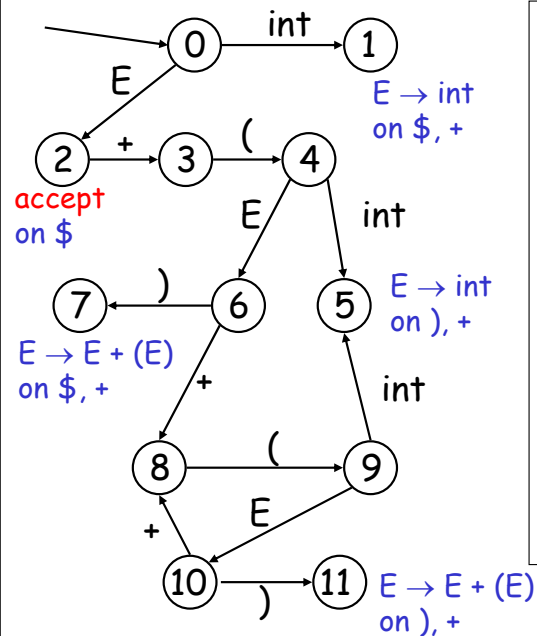 0 int 1
E
E → int
on $, +
2 + 3 ( 4
accept
on $
E int
7 ) 6 5
E → int
on ), +
E → E + (E)
on $, +
+
int
8 ( 9
E
+
10 ) 11
E → E + (E)
on ), +